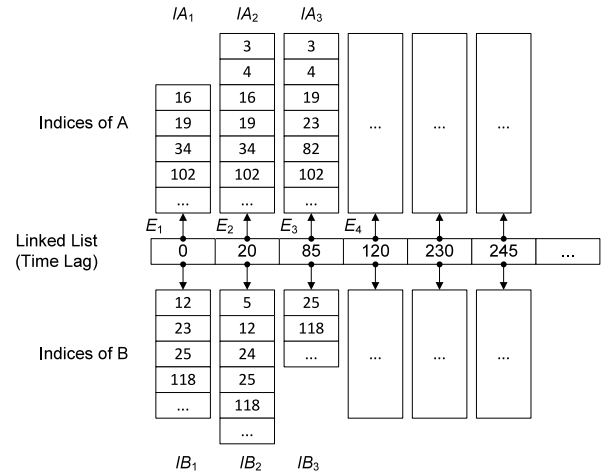 IA1 IA2 IA3
3 3
4 4
16 16 19
Indices of A 19 19 23 ... ... ...
34 34 82
102 102 102
... ... ...
E1 E2 E3 E4
Linked List
(Time Lag)
0 20 85 120 230 245 ...
12 5 25
23 12 118
Indices of B 25 24 ... ... ... ...
118 25
... 118
...
IB1 IB2 IB3